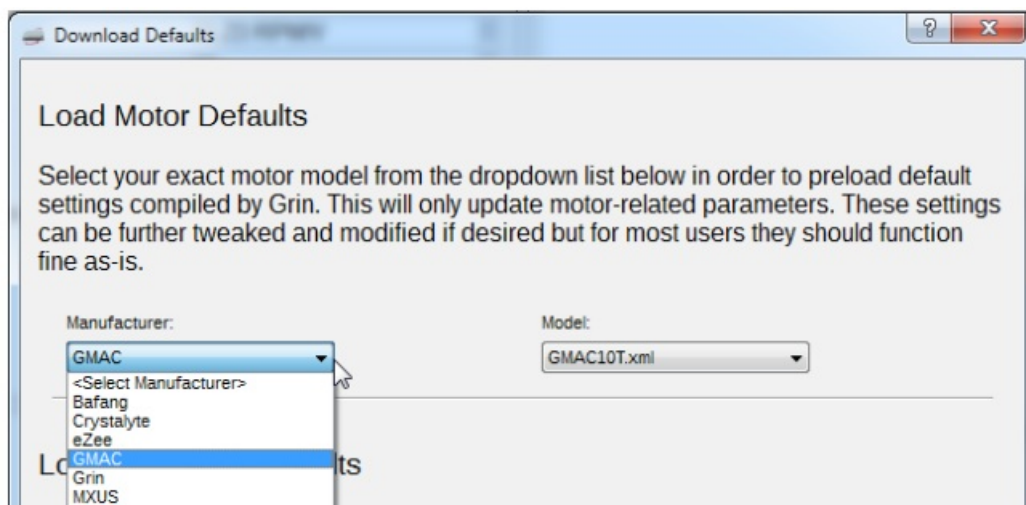 Download Defaults
Load Motor Defaults
Select your exact motor model from the dropdown list below in order to preload default
settings compiled by Grin. This will only update motor-related parameters. These settings
can be further tweaked and modified if desired but for most users they should function
fine as-is.
Manufacturer:
Model:
GMAC
GMAC10T.xml
<Select Manufacturer>
Bafang
Crystalyte
eZee
GMAC
Grin
MXUS